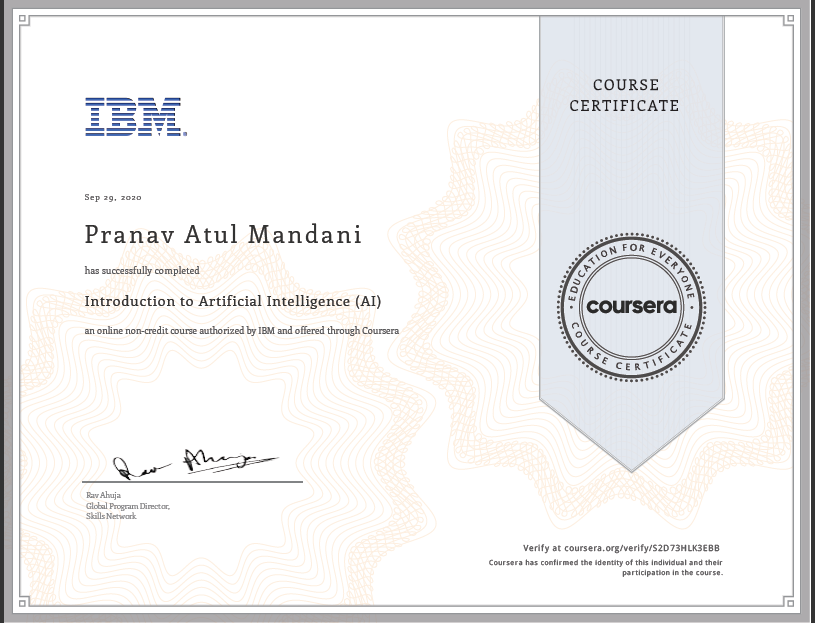 COURSE
CERTIFICATE
IBM®
Sep 29, 2020
Pranav Atul Mandani
has successfully completed
Introduction to Artificial Intelligence (AI)
an online non-credit course authorized by IBM and offered through Coursera
EDUCATION FOR EVERYONE
coursera
COURSE CERTIFICATE
Rav Ahuja
Global Program Director,
Skills Network
Verify at coursera.org/verify/S2D73HLK3EBB
Coursera has confirmed the identity of this individual and their
participation in the course.